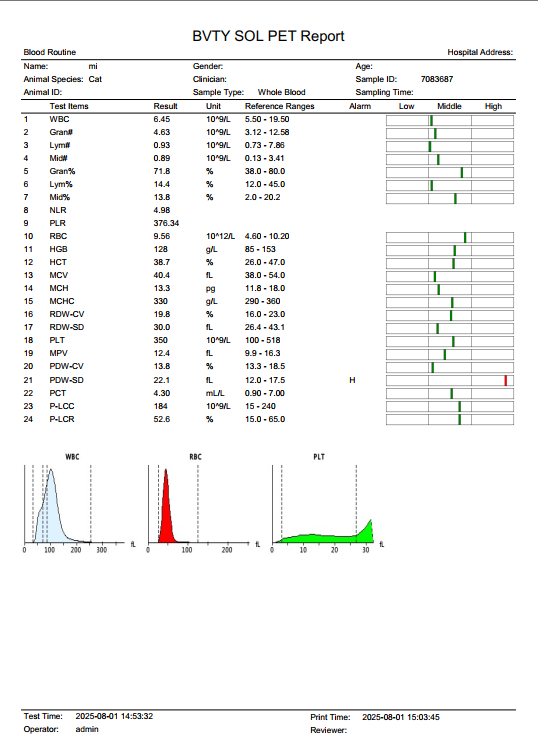 BVTY SOL PET Report
Blood Routine Hospital Address:
Name: mi Gender: Age:
Animal Species: Cat Clinician: Sample ID: 7083687
Animal ID: Sample Type: Whole Blood Sampling Time:
Test Items Result Unit Reference Ranges Alarm Low Middle High
1 WBC 6.45 10^9/L 5.50 - 19.50
2 Gran# 4.63 10^9/L 3.12 - 12.58
3 Lym# 0.93 10^9/L 0.73 - 7.86
4 Mid# 0.89 10^9/L 0.13 - 3.41
5 Gran% 71.8 % 38.0 - 80.0
6 Lym% 14.4 % 12.0 - 45.0
7 Mid% 13.8 % 2.0 - 20.2
8 NLR 4.98
9 PLR 376.34
10 RBC 9.56 10^12/L 4.60 - 10.20
11 HGB 128 g/L 85 - 153
12 HCT 38.7 % 26.0 - 47.0
13 MCV 40.4 fL 38.0 - 54.0
14 MCH 13.3 pg 11.8 - 18.0
15 MCHC 330 g/L 290 - 360
16 RDW-CV 19.8 % 16.0 - 23.0
17 RDW-SD 30.0 fL 26.4 - 43.1
18 PLT 350 10^9/L 100 - 518
19 MPV 12.4 fL 9.9 - 16.3
20 PDW-CV 13.8 % 13.3 - 18.5
21 PDW-SD 22.1 fL 12.0 - 17.5 H
22 PCT 4.30 mL/L 0.90 - 7.00
23 P-LCC 184 10^9/L 15 - 240
24 P-LCR 52.6 % 15.0 - 65.0
WBC RBC PLT
0 100 200 300 fL 0 100 200 fL 0 10 20 30 fL
Test Time: 2025-08-01 14:53:32 Print Time: 2025-08-01 15:03:45
Operator: admin Reviewer: